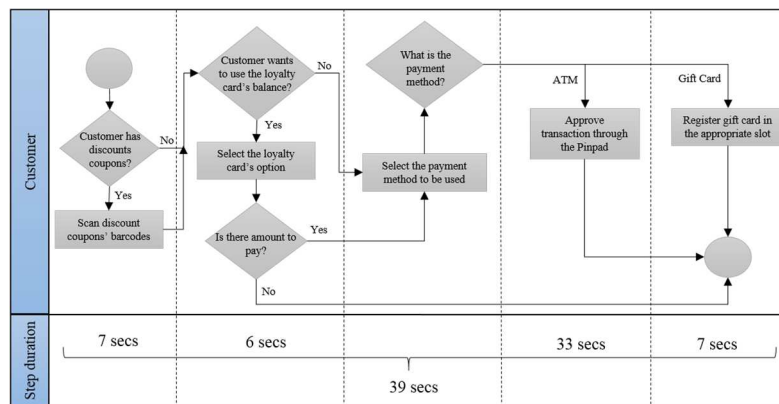 Customer
Customer has
discounts
coupons?
No
Yes
Scan discount
coupons' barcodes
Customer wants
to use the loyalty
card's balance?
No
Yes
Select the loyalty
card's option
Is there amount to
pay?
Yes
No
Select the payment
method to be used
What is the
payment
method?
ATM
Approve
transaction through
the Pinpad
Gift Card
Register gift card in
the appropriate slot
Step duration
7 secs
6 secs
33 secs
7 secs
39 secs